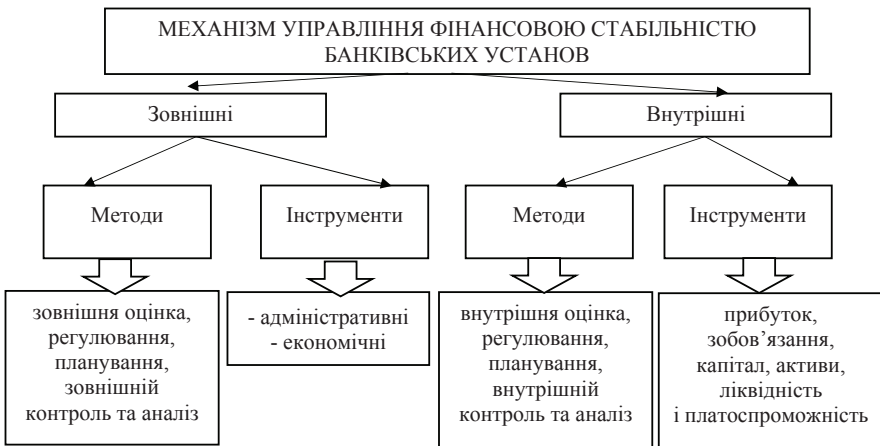 МЕХАНІЗМ УПРАВЛІННЯ ФІНАНСОВОЮ СТАБІЛЬНІСТЮ
БАНКІВСЬКИХ УСТАНОВ
Зовнішні
Внутрішні
Методи
Інструменти
Методи
Інструменти
зовнішня оцінка,
регулювання,
планування,
зовнішній
контроль та аналіз
- адміністративні
- економічні
внутрішня оцінка,
регулювання,
планування,
внутрішній
контроль та аналіз
прибуток,
зобов’язання,
капітал, активи,
ліквідність
і платоспроможність